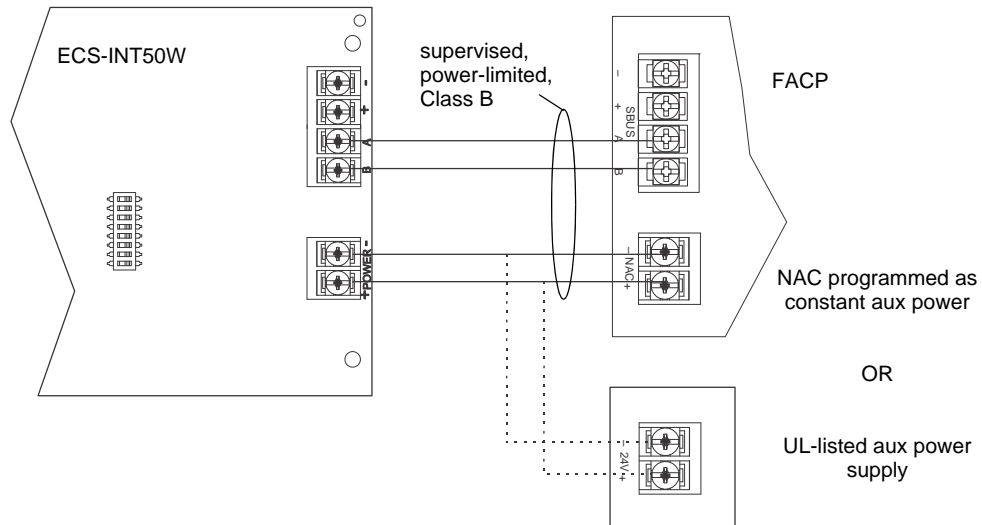 ECS-INT50W
supervised,
power-limited,
Class B
FACP
-
+
A
B
-
+
SBUS
A
B
+POWER-
- NAC+
NAC programmed as
constant aux power
OR
- 24V+
UL-listed aux power
supply